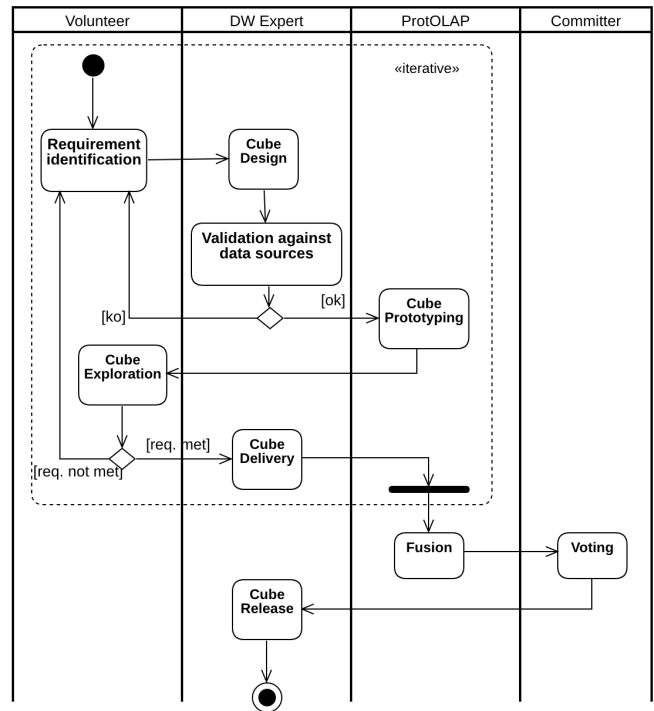 Volunteer
DW Expert
ProtOLAP
Committer
«iterative»
Requirement
identification
Cube
Design
Validation against
data sources
[ok]
[ko]
Cube
Prototyping
Cube
Exploration
[req. met]
[req. not met]
Cube
Delivery
Fusion
Voting
Cube
Release